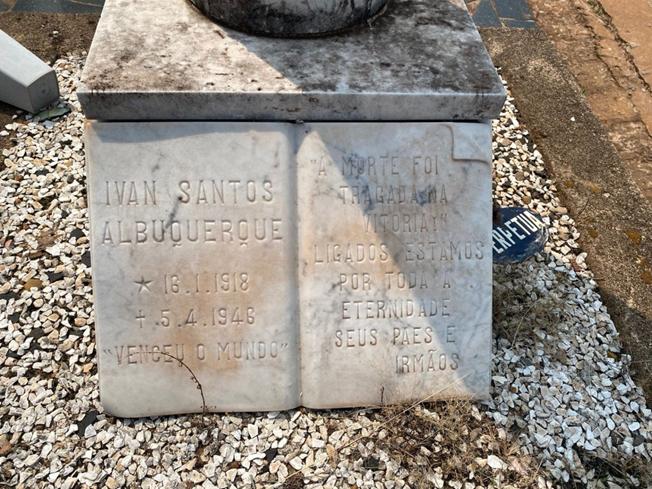 IVAN SANTOS
ALBUQUERQUE
* 16.1.1918
+ 5.4.1946
"VENCEU O MUNDO"
"A MORTE FOI
TRAGADA NA
VITORIA!"
LIGADOS ESTAMOS
POR TODA A
ETERNIDADE
SEUS PAES E
IRMÃOS